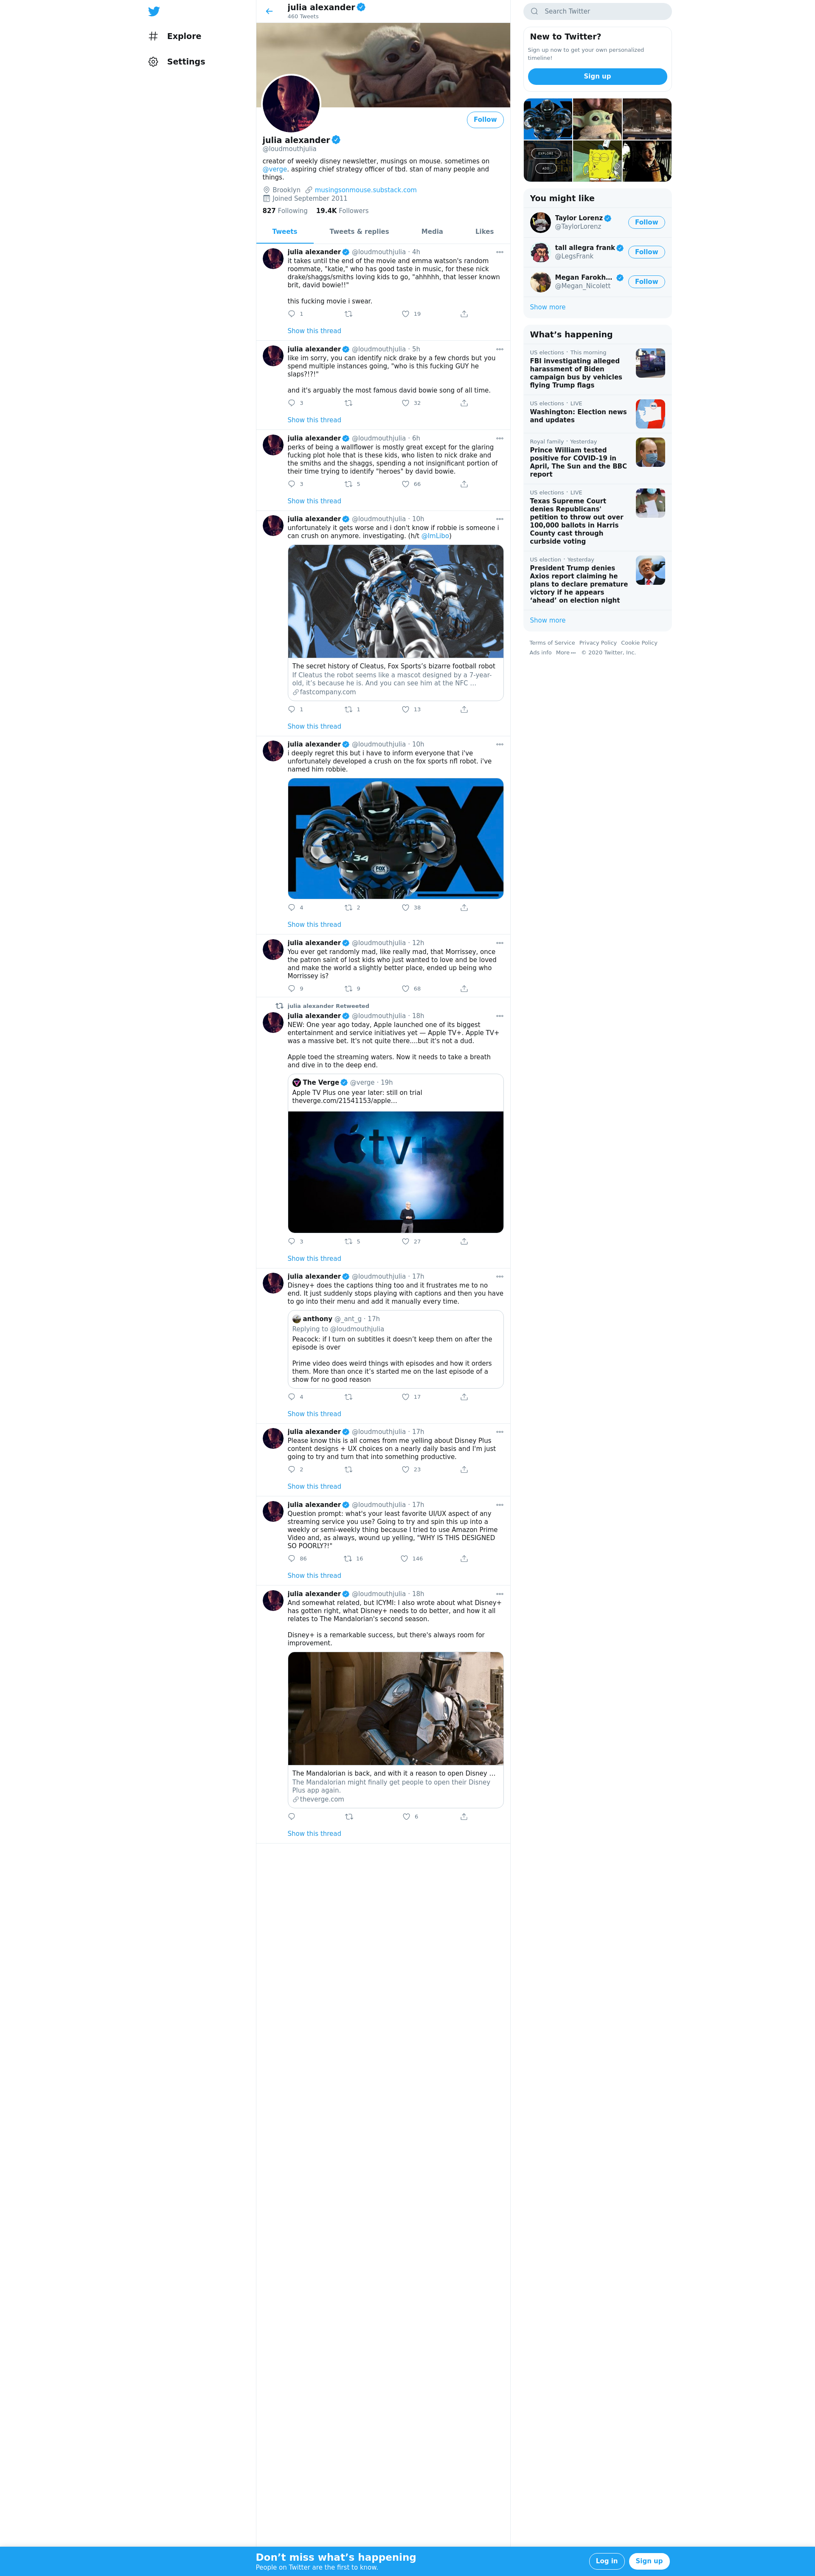 Explore
Settings
julia alexander
460 Tweets
Follow
julia alexander
@loudmouthjulia
creator of weekly disney newsletter, musings on mouse. sometimes on
@verge. aspiring chief strategy officer of tbd. stan of many people and
things.
Brooklyn musingsonmouse.substack.com
Joined September 2011
827 Following 19.4K Followers
Tweets Tweets & replies Media Likes
julia alexander @loudmouthjulia · 4h
it takes until the end of the movie and emma watson's random
roommate, "katie," who has good taste in music, for these nick
drake/shaggs/smiths loving kids to go, "ahhhhh, that lesser known
brit, david bowie!!"
this fucking movie i swear.
1 19
Show this thread
julia alexander @loudmouthjulia · 5h
like im sorry, you can identify nick drake by a few chords but you
spend multiple instances going, "who is this fucking GUY he
slaps?!?!"
and it's arguably the most famous david bowie song of all time.
3 32
Show this thread
julia alexander @loudmouthjulia · 6h
perks of being a wallflower is mostly great except for the glaring
fucking plot hole that is these kids, who listen to nick drake and
the smiths and the shaggs, spending a not insignificant portion of
their time trying to identify "heroes" by david bowie.
3 5 66
Show this thread
julia alexander @loudmouthjulia · 10h
unfortunately it gets worse and i don't know if robbie is someone i
can crush on anymore. investigating. (h/t @ImLibo)
The secret history of Cleatus, Fox Sports's bizarre football robot
If Cleatus the robot seems like a mascot designed by a 7-year-
old, it's because he is. And you can see him at the NFC ...
fastcompany.com
1 1 13
Show this thread
julia alexander @loudmouthjulia · 10h
i deeply regret this but i have to inform everyone that i've
unfortunately developed a crush on the fox sports nfl robot. i've
named him robbie.
34
FOX
4 2 38
Show this thread
julia alexander @loudmouthjulia · 12h
You ever get randomly mad, like really mad, that Morrissey, once
the patron saint of lost kids who just wanted to love and be loved
and make the world a slightly better place, ended up being who
Morrissey is?
9 9 68
julia alexander Retweeted
julia alexander @loudmouthjulia · 18h
NEW: One year ago today, Apple launched one of its biggest
entertainment and service initiatives yet — Apple TV+. Apple TV+
was a massive bet. It's not quite there....but it's not a dud.
Apple toed the streaming waters. Now it needs to take a breath
and dive in to the deep end.
The Verge @verge · 19h
Apple TV Plus one year later: still on trial
theverge.com/21541153/apple...
tv+
3 5 27
Show this thread
julia alexander @loudmouthjulia · 17h
Disney+ does the captions thing too and it frustrates me to no
end. It just suddenly stops playing with captions and then you have
to go into their menu and add it manually every time.
anthony @_ant_g · 17h
Replying to @loudmouthjulia
Peacock: if I turn on subtitles it doesn't keep them on after the
episode is over
Prime video does weird things with episodes and how it orders
them. More than once it's started me on the last episode of a
show for no good reason
4 17
Show this thread
julia alexander @loudmouthjulia · 17h
Please know this is all comes from me yelling about Disney Plus
content designs + UX choices on a nearly daily basis and I'm just
going to try and turn that into something productive.
2 23
Show this thread
julia alexander @loudmouthjulia · 17h
Question prompt: what's your least favorite UI/UX aspect of any
streaming service you use? Going to try and spin this up into a
weekly or semi-weekly thing because I tried to use Amazon Prime
Video and, as always, wound up yelling, "WHY IS THIS DESIGNED
SO POORLY?!"
86 16 146
Show this thread
julia alexander @loudmouthjulia · 18h
And somewhat related, but ICYMI: I also wrote about what Disney+
has gotten right, what Disney+ needs to do better, and how it all
relates to The Mandalorian's second season.
Disney+ is a remarkable success, but there's always room for
improvement.
The Mandalorian is back, and with it a reason to open Disney ...
The Mandalorian might finally get people to open their Disney
Plus app again.
theverge.com
6
Show this thread
Search Twitter
New to Twitter?
Sign up now to get your own personalized
timeline!
Sign up
EXPLORE
You might like
Taylor Lorenz
@TaylorLorenz
Follow
tall allegra frank
@LegsFrank
Follow
Megan Farokh...
@Megan_Nicolett
Follow
Show more
What's happening
US elections · This morning
FBI investigating alleged
harassment of Biden
campaign bus by vehicles
flying Trump flags
US elections · LIVE
Washington: Election news
and updates
Royal family · Yesterday
Prince William tested
positive for COVID-19 in
April, The Sun and the BBC
report
US elections · LIVE
Texas Supreme Court
denies Republicans'
petition to throw out over
100,000 ballots in Harris
County cast through
curbside voting
US election · Yesterday
President Trump denies
Axios report claiming he
plans to declare premature
victory if he appears
'ahead' on election night
Show more
Terms of Service Privacy Policy Cookie Policy
Ads info More © 2020 Twitter, Inc.
Don't miss what's happening
People on Twitter are the first to know.
Log in Sign up